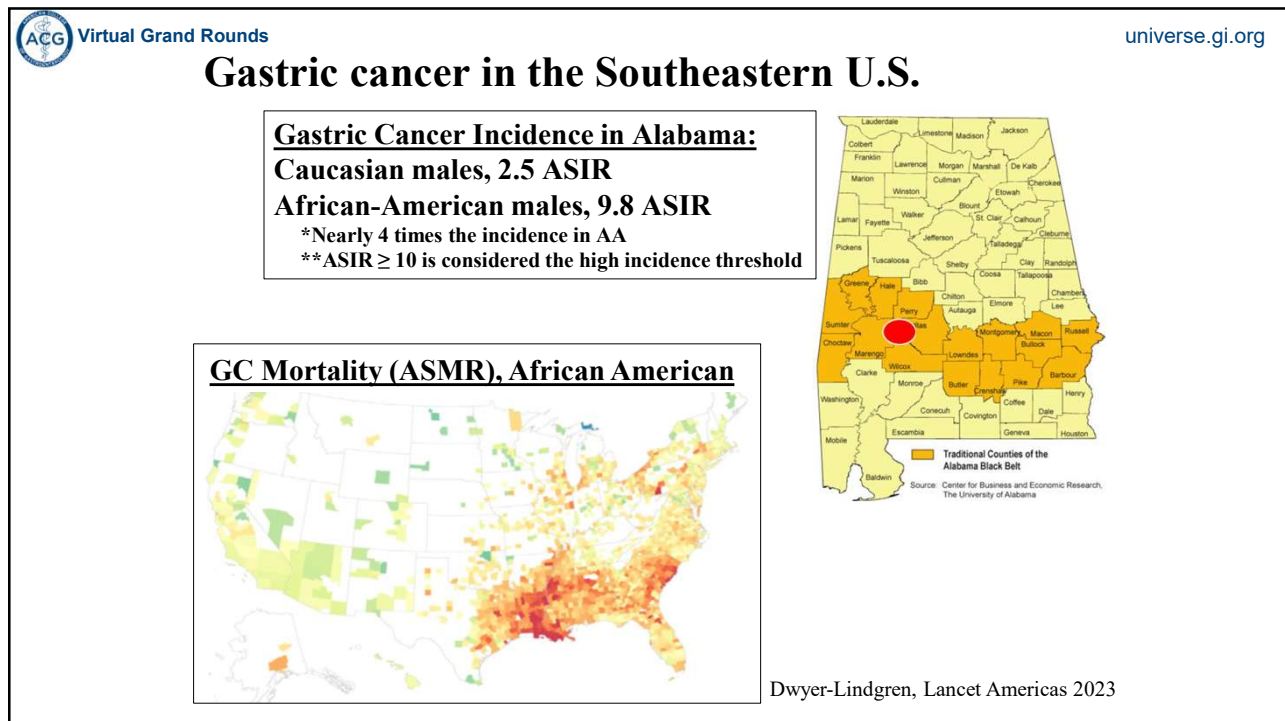 ACG
Virtual Grand Rounds
universe.gi.org
Gastric cancer in the Southeastern U.S.
Gastric Cancer Incidence in Alabama:
Caucasian males, 2.5 ASIR
African-American males, 9.8 ASIR
*Nearly 4 times the incidence in AA
**ASIR ≥ 10 is considered the high incidence threshold
GC Mortality (ASMR), African American
Lauderdale
Limestone
Madison
Jackson
Colbert
Franklin
Lawrence
Morgan
Marshall
De Kalb
Marion
Winston
Cullman
Cherokee
Etowah
Blount
Lamar
Fayette
Walker
St. Clair
Calhoun
Cleburne
Jefferson
Pickens
Talladega
Tuscaloosa
Shelby
Clay
Randolph
Greene
Hale
Bibb
Coosa
Tallapoosa
Chilton
Chambers
Perry
Autauga
Elmore
Lee
Sumter
llas
Montgomery
Macon
Russell
Choctaw
Marengo
Lowndes
Bullock
Wilcox
Clarke
Butler
Crenshaw
Pike
Barbour
Monroe
Washington
Conecuh
Covington
Coffee
Dale
Henry
Escambia
Geneva
Houston
Mobile
Baldwin
Traditional Counties of the
Alabama Black Belt
Source: Center for Business and Economic Research,
The University of Alabama
Dwyer-Lindgren, Lancet Americas 2023